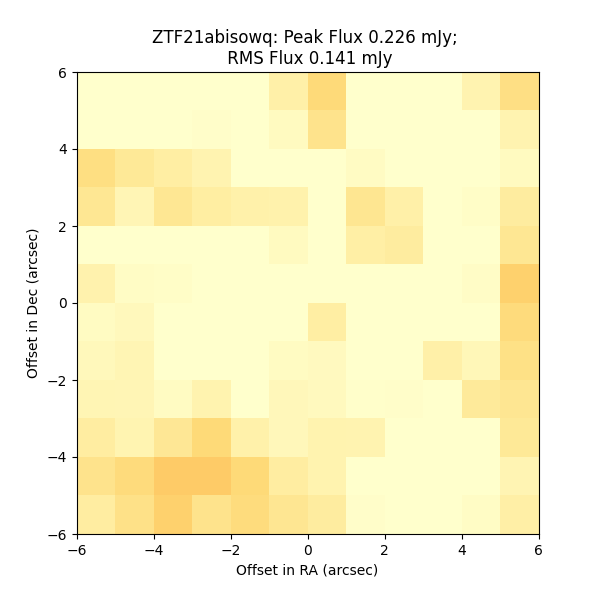 ZTF21abisowq: Peak Flux 0.226 mJy;
RMS Flux 0.141 mJy
6
4
2
0
−2
−4
−6
Offset in Dec (arcsec)
−6 −4 −2 0 2 4 6
Offset in RA (arcsec)